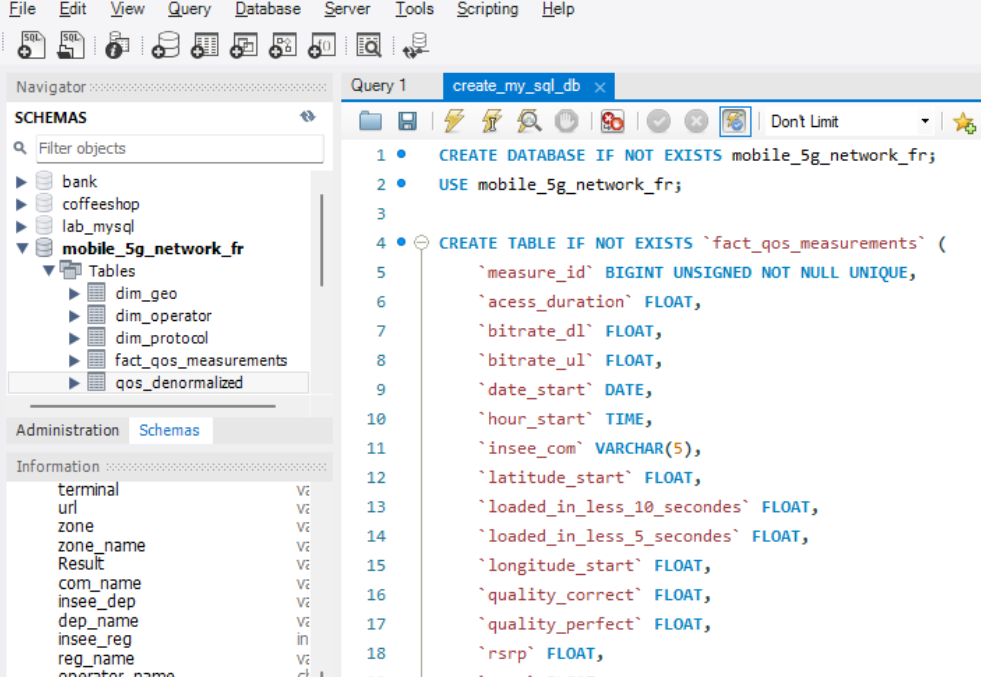 File Edit View Query Database Server Tools Scripting Help
SQL SQL
Navigator
SCHEMAS
Filter objects
bank
coffeeshop
lab_mysql
mobile_5g_network_fr
Tables
dim_geo
dim_operator
dim_protocol
fact_qos_measurements
qos_denormalized
Administration Schemas
Information
terminal va
url va
zone va
zone_name va
Result va
com_name va
insee_dep va
dep_name va
insee_reg in
reg_name va
operator_name ch
Query 1 create_my_sql_db
Don't Limit
1 CREATE DATABASE IF NOT EXISTS mobile_5g_network_fr;
2 USE mobile_5g_network_fr;
3
4 CREATE TABLE IF NOT EXISTS `fact_qos_measurements` (
5 `measure_id` BIGINT UNSIGNED NOT NULL UNIQUE,
6 `acess_duration` FLOAT,
7 `bitrate_dl` FLOAT,
8 `bitrate_ul` FLOAT,
9 `date_start` DATE,
10 `hour_start` TIME,
11 `insee_com` VARCHAR(5),
12 `latitude_start` FLOAT,
13 `loaded_in_less_10_secondes` FLOAT,
14 `loaded_in_less_5_secondes` FLOAT,
15 `longitude_start` FLOAT,
16 `quality_correct` FLOAT,
17 `quality_perfect` FLOAT,
18 `rsrp` FLOAT,